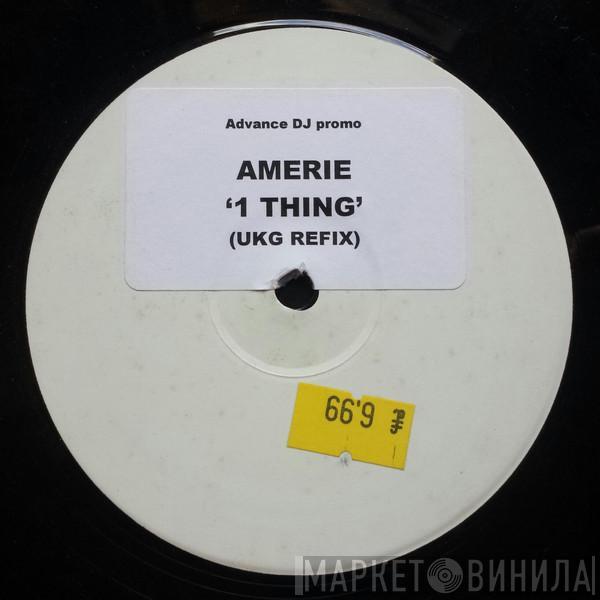 Advance DJ promo
AMERIE
‘1 THING’
(UKG REFIX)
£6.99
МАРКЕТ ВИНИЛА